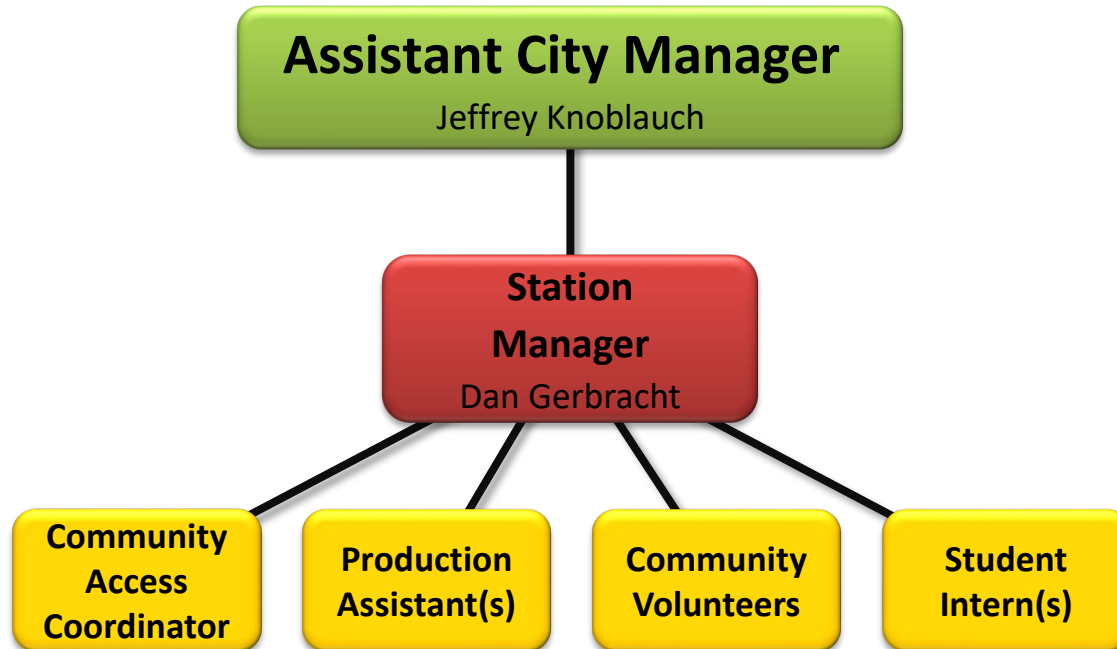 Assistant City Manager
Jeffrey Knoblauch
Station
Manager
Dan Gerbracht
Community
Access
Coordinator
Production
Assistant(s)
Community
Volunteers
Student
Intern(s)